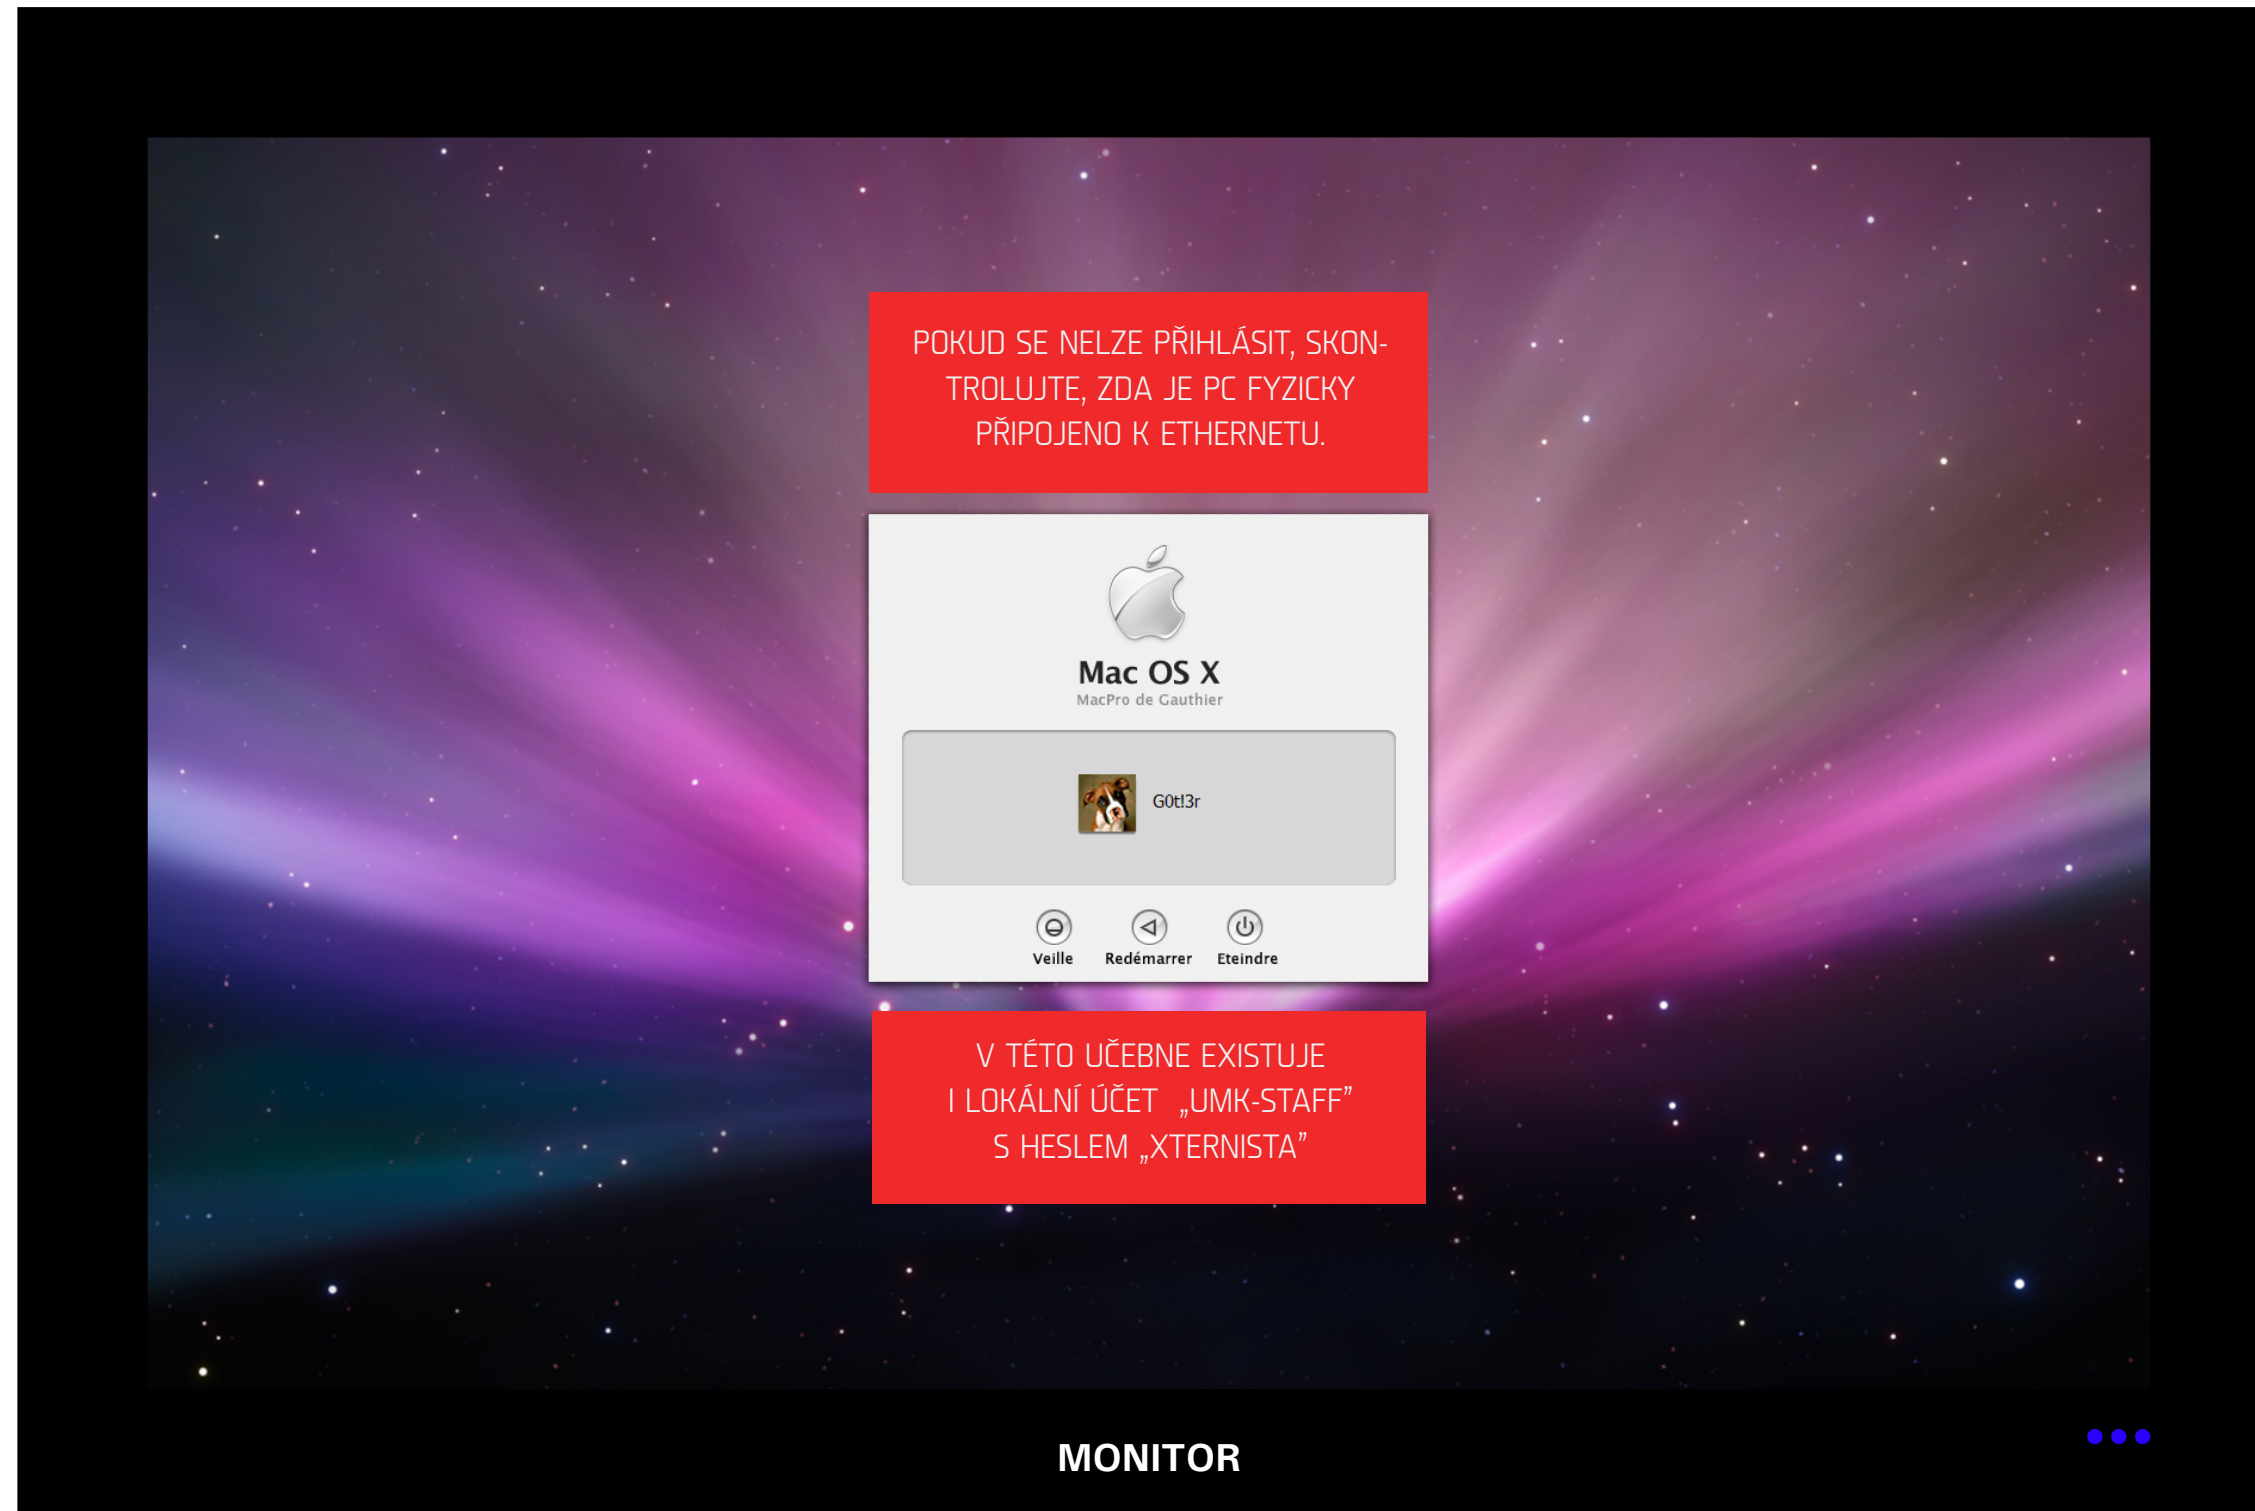 POKUD SE NELZE PŘIHLÁSIT, SKON-
TROLUJTE, ZDA JE PC FYZICKY
PŘIPOJENO K ETHERNETU.
Mac OS X
MacPro de Gauthier
G0t!3r
Veille Redémarrer Eteindre
V TÉTO UČEBNE EXISTUJE
I LOKÁLNÍ ÚČET „UMK-STAFF”
S HESLEM „XTERNISTA”
MONITOR